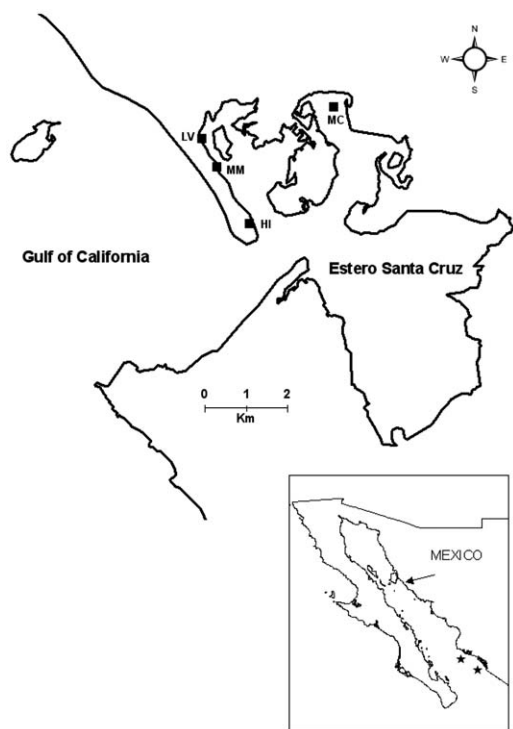 N
W E
S
MC
LV
MM
HI
Gulf of California
Estero Santa Cruz
0 1 2
Km
MEXICO